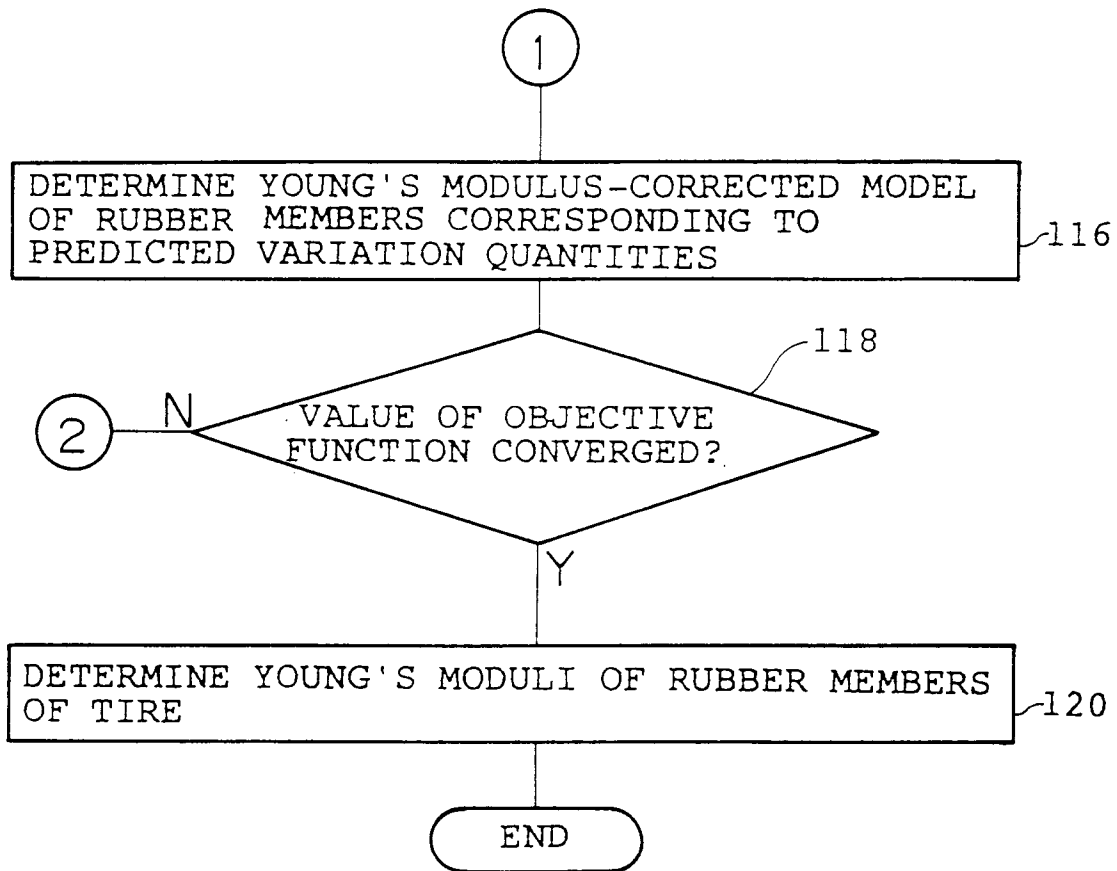 1
DETERMINE YOUNG'S MODULUS-CORRECTED MODEL
OF RUBBER MEMBERS CORRESPONDING TO
PREDICTED VARIATION QUANTITIES
116
118
2
N
VALUE OF OBJECTIVE
FUNCTION CONVERGED?
Y
DETERMINE YOUNG'S MODULI OF RUBBER MEMBERS
OF TIRE
120
END